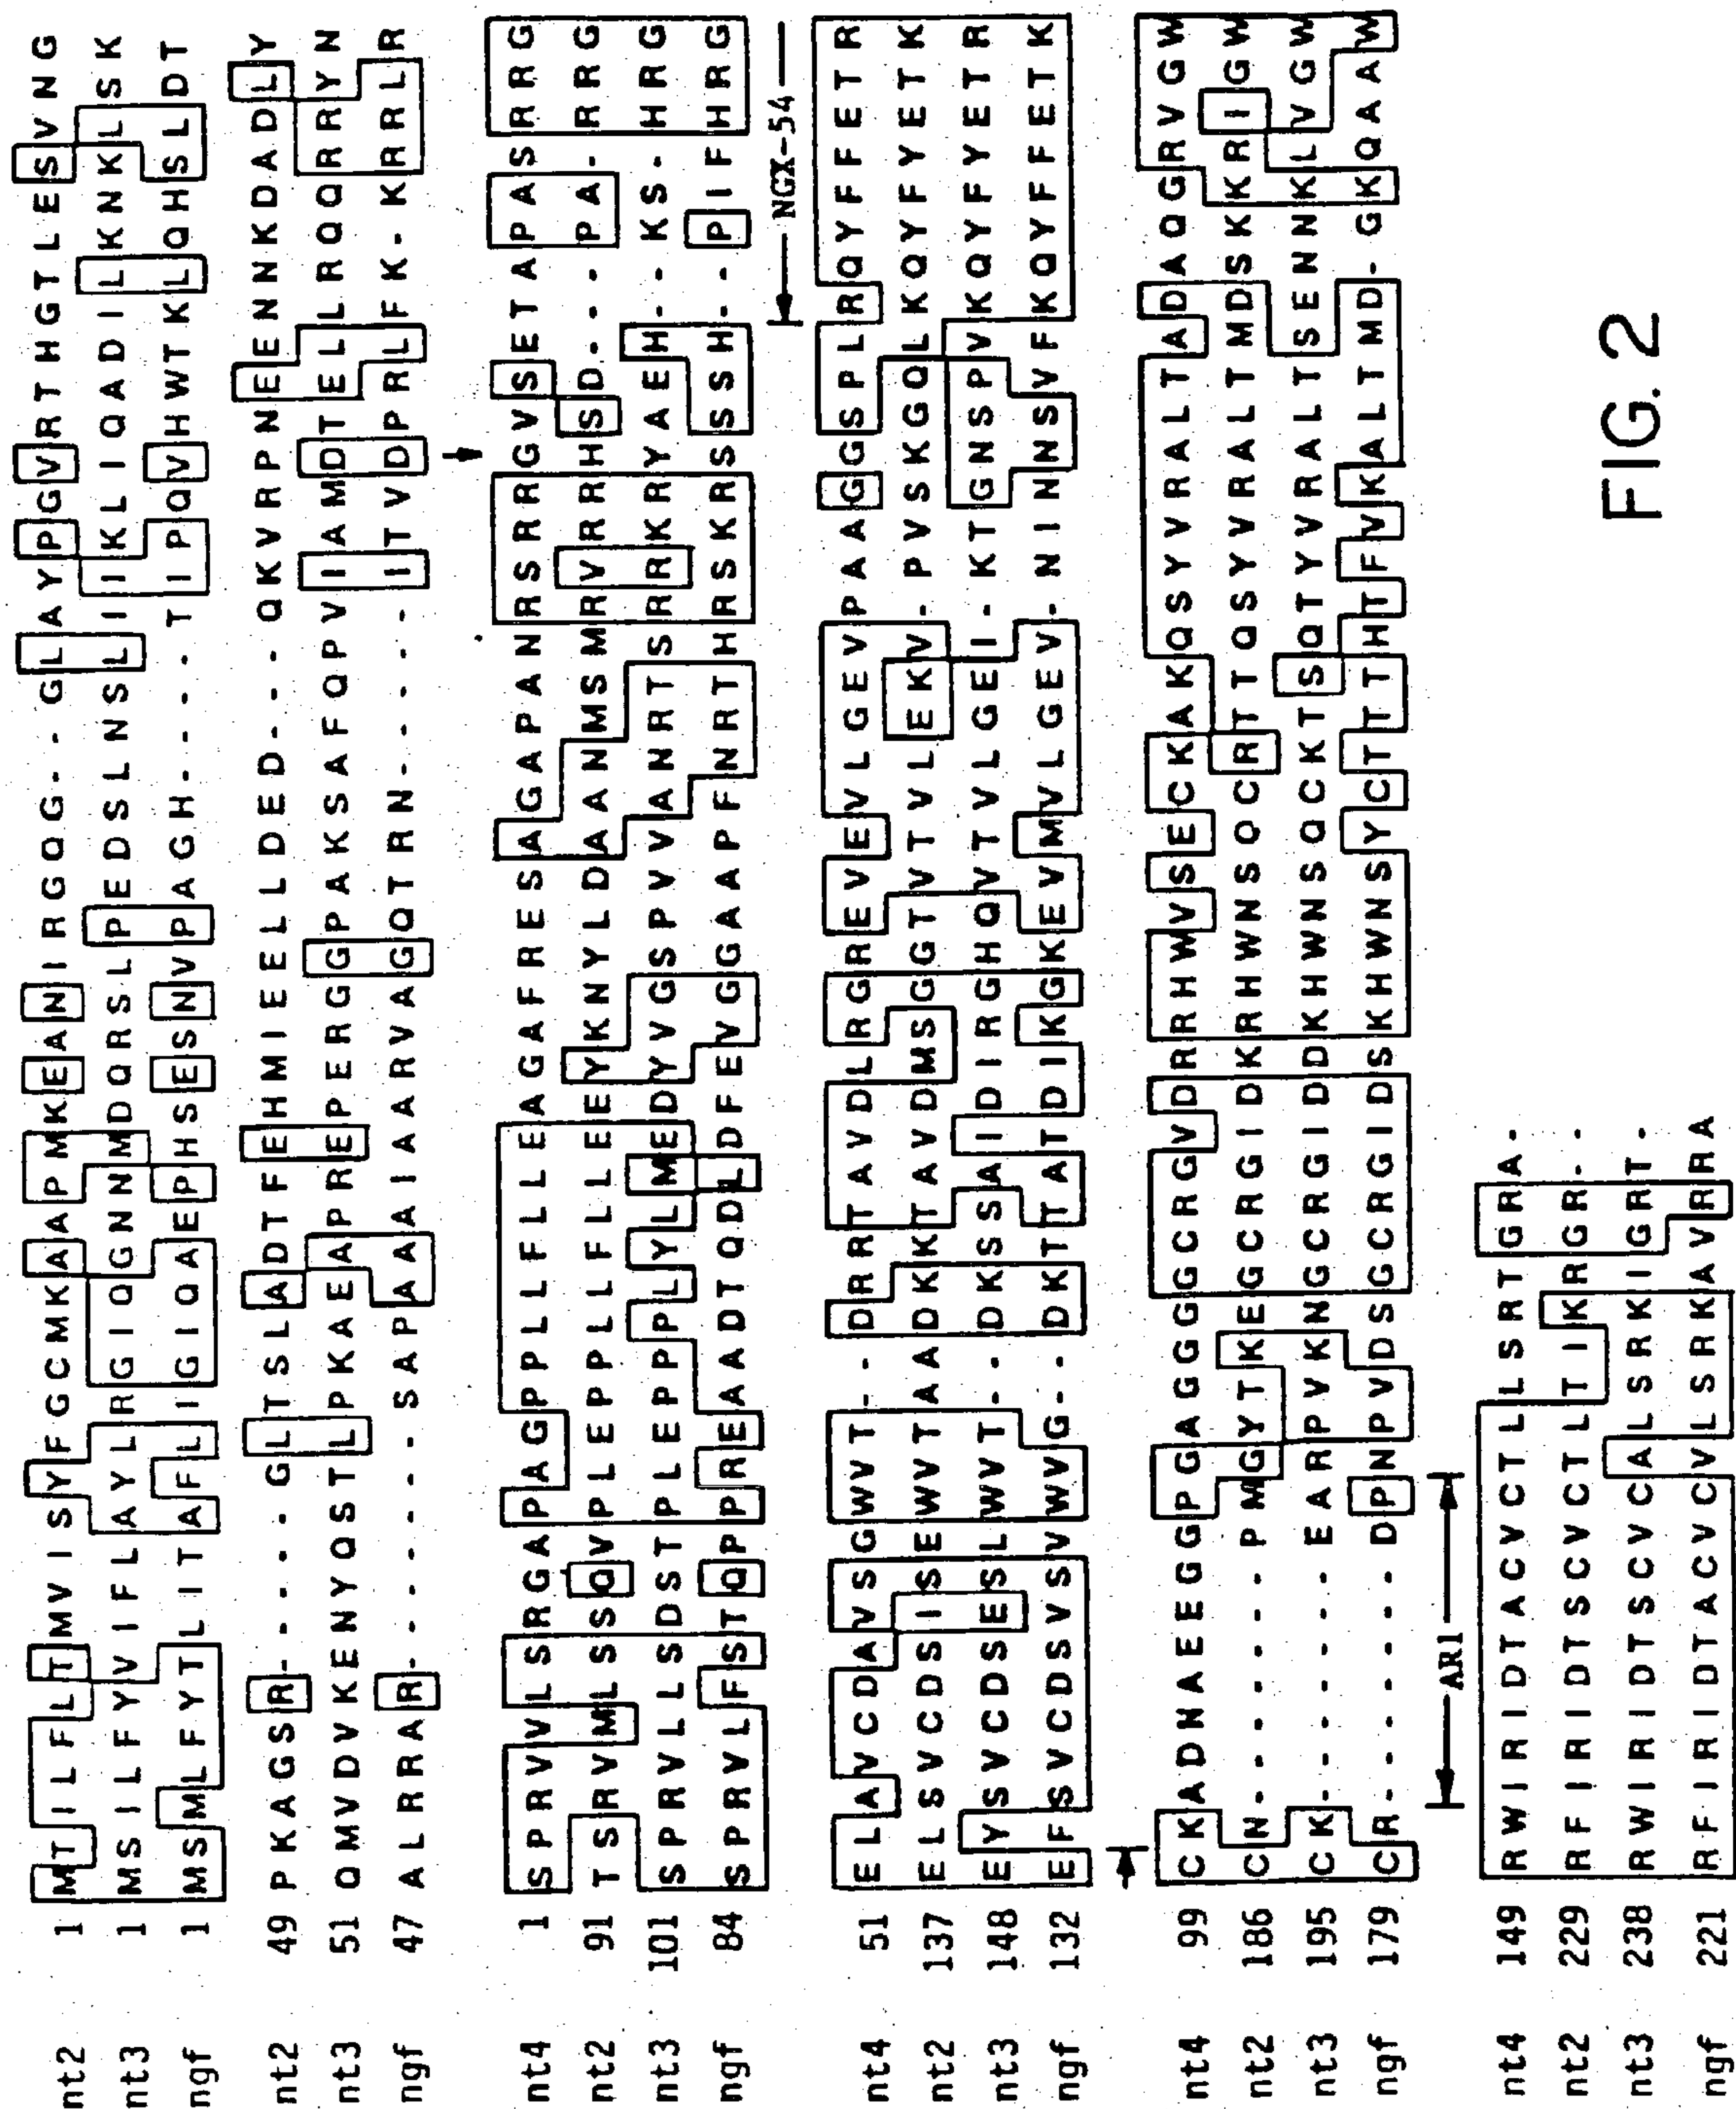 nt2 1 MTILFLTMVISYFGCMKAAPMKEANIRGQGG--GLAYPGVRTHGTLESVNG
nt3 1 MSILFYVIFLAYLRGIQGNNMDQRSLPEDSLNSLIIKLIQADILKNKLSK
ngf 1 MSMLFYTLITAFLIGIQAEPHSESNVPAGH----TIPQVHWTKLQHSLDT
nt2 49 PKAGSR----GLTSLADTFEHMIEELLDED---QKVRPNEENNKDADLY
nt3 51 QMVDVKENYQSTLPKAEAPREPERGGPAKSAFQPVIAMDTELLRQQRRYN
ngf 47 ALRRAR------SAPAAAIAARVAGQTRN-----ITVDPRLFK-KRRLR
nt4 1 SPRVVLSRGAPAGPPLLFLLEAGAFRESAGAPANRSRRGVSETAPASRRG
nt2 91 TSRVMLSSQVPLEPPLLFLLEEYKNYLDAANMSMRVRRHSD----PA-RRG
nt3 101 SPRVLLSDSTPLEPPPLYLMEDYVGSPVVANRTSRRKRYAEH--KS-HRG
ngf 84 SPRVLFSTQPPREAADTQDLDFEVGGAAPFNRTHRSKRSSSH--PIFHRG
NGX-54
nt4 51 ELAVCDAVSGWVT--DRRTAVDLRGREVEVLGEVPAAGGSPLRQYFFETR
nt2 137 ELSVCDSISEWVTAADKKTAVDMSGGTVTVLEKV-PVSKGQLKQYFYETK
nt3 148 EYSVCDSESLWVT--DKSSAIDIRGHQVTVLGEI-KTGNSPVKQYFYETR
ngf 132 EFSVCDSVSVWVG--DKTTATDIKGKEVMVLGEV-NINNSVFKQYFFETK
nt4 99 CKADNAEEGGPGAGGGGCRGVDRRHWVSECKAKQSYVRALTADAQGRVGW
nt2 186 CN-------PMGYTKEGCRGIDKRHWNSQCRTTQSYVRALTMDSKKRIGW
nt3 195 CK-------EARPVKNGCRGIDDKHWNSQCKTSQTYVRALTSENNKLVGW
ngf 179 CR-------DPNPVDSGCRGIDSKHWNSYCTTTHTFVKALTMD-GKQAAW
AR1
nt4 149 RWIRIDTACVCTLLSRTGRA-
nt2 229 RFIRIDTSCVCTLTIKRGR--
nt3 238 RWIRIDTSCVCALSRKIGRT-
ngf 221 RFIRIDTACVCVLSRKAVRRA
FIG. 2